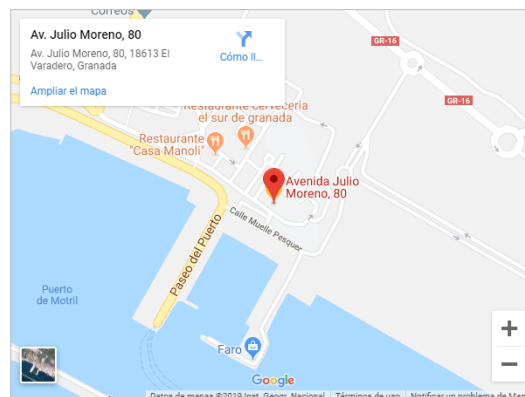 Correos
Av. Julio Moreno, 80
Av. Julio Moreno, 80, 18613 El
Varadero, Granada
Cómo ll...
Ampliar el mapa
GR-16
GR-16
Restaurante cervecería
el sur de granada
Restaurante
"Casa Manoli"
Avenida Julio
Moreno, 80
Calle Muelle Pesquer
Paseo del Puerto
Puerto
de Motril
Faro
+
−
Google
Datos de mapas ©2019 Inst. Geogr. Nacional
Términos de uso
Notificar un problema de Maps